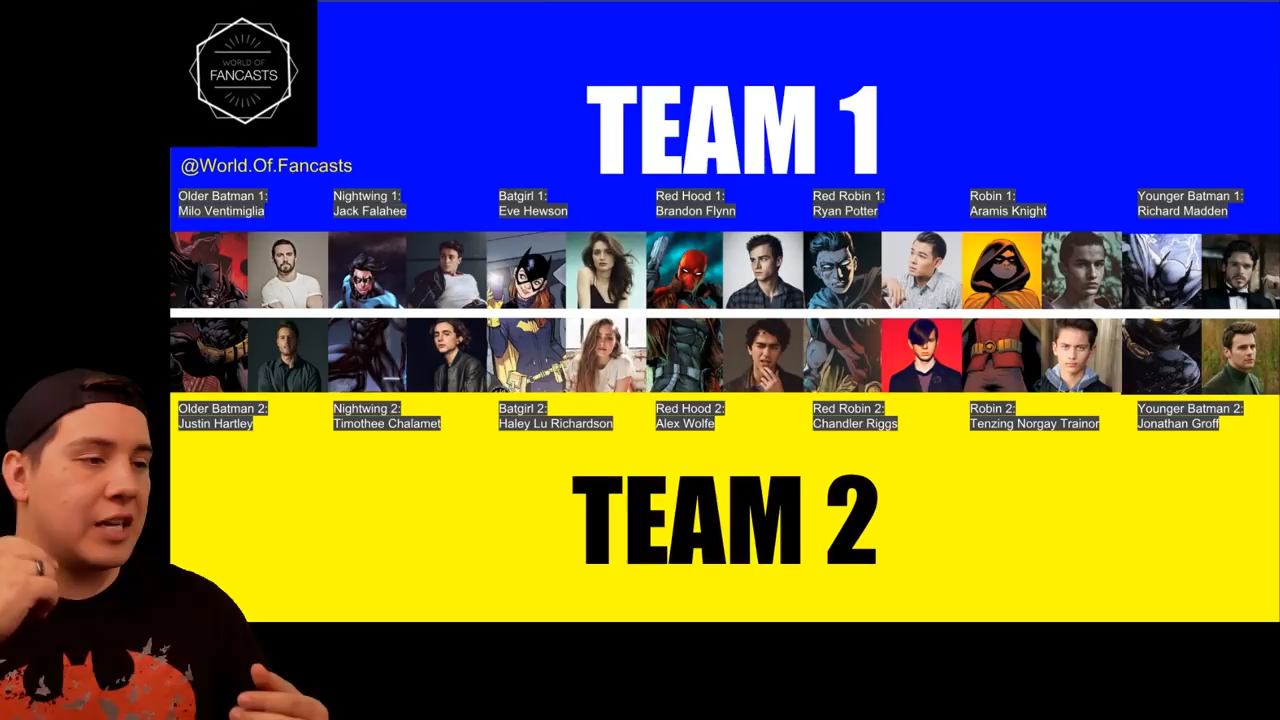 WORLD OF
FANCASTS
TEAM 1
@World.Of.Fancasts
Older Batman 1:
Milo Ventimiglia
Nightwing 1:
Jack Falahee
Batgirl 1:
Eve Hewson
Red Hood 1:
Brandon Flynn
Red Robin 1:
Ryan Potter
Robin 1:
Aramis Knight
Younger Batman 1:
Richard Madden
Older Batman 2:
Justin Hartley
Nightwing 2:
Timothee Chalamet
Batgirl 2:
Haley Lu Richardson
Red Hood 2:
Alex Wolfe
Red Robin 2:
Chandler Riggs
Robin 2:
Tenzing Norgay Trainor
Younger Batman 2:
Jonathan Groff
TEAM 2